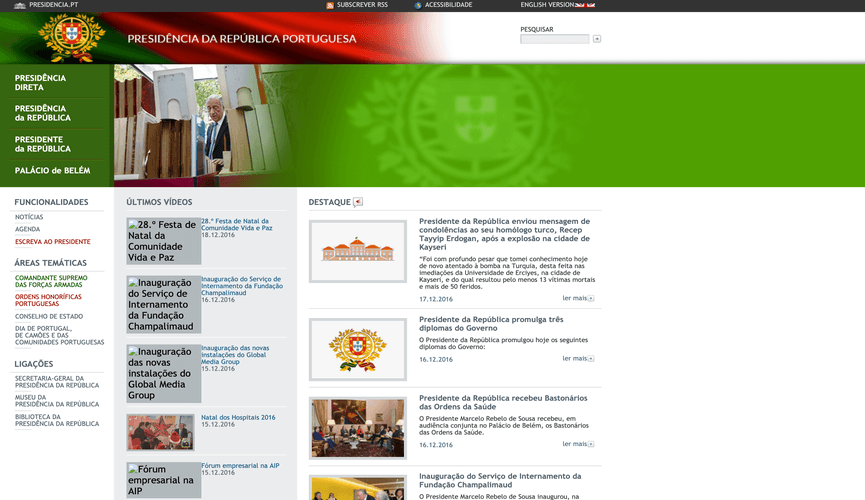 PRESIDENCIA.PT
SUBSCREVER RSS
ACESSIBILIDADE
ENGLISH VERSION
PRESIDÊNCIA DA REPÚBLICA PORTUGUESA
PESQUISAR
PRESIDÊNCIA
DIRETA
PRESIDÊNCIA
da REPÚBLICA
PRESIDENTE
da REPÚBLICA
PALÁCIO de BELÉM
FUNCIONALIDADES
NOTÍCIAS
AGENDA
ESCREVA AO PRESIDENTE
ÁREAS TEMÁTICAS
COMANDANTE SUPREMO
DAS FORÇAS ARMADAS
ORDENS HONORÍFICAS
PORTUGUESAS
CONSELHO DE ESTADO
DIA DE PORTUGAL,
DE CAMÕES E DAS
COMUNIDADES PORTUGUESAS
LIGAÇÕES
SECRETARIA-GERAL DA
PRESIDÊNCIA DA REPÚBLICA
MUSEU DA
PRESIDÊNCIA DA REPÚBLICA
BIBLIOTECA DA
PRESIDÊNCIA DA REPÚBLICA
ÚLTIMOS VÍDEOS
28.º Festa de
Natal da
Comunidade
Vida e Paz
28.º Festa de Natal da
Comunidade Vida e Paz
18.12.2016
Inauguração
do Serviço de
Internamento
da Fundação
Champalimaud
Inauguração do Serviço de
Internamento da Fundação
Champalimaud
16.12.2016
Inauguração
das novas
instalações do
Global Media
Group
Inauguração das novas
instalações do Global
Media Group
15.12.2016
Natal dos Hospitais 2016
15.12.2016
Fórum
empresarial na
AIP
Fórum empresarial na AIP
15.12.2016
DESTAQUE
Presidente da República enviou mensagem de
condolências ao seu homólogo turco, Recep
Tayyip Erdogan, após a explosão na cidade de
Kayseri
“Foi com profundo pesar que tomei conhecimento hoje
de novo atentado à bomba na Turquia, desta feita nas
imediações da Universidade de Erciyes, na cidade de
Kayseri, e do qual resultou pelo menos 13 vítimas mortais
e mais de 50 feridos.
17.12.2016
ler mais
Presidente da República promulga três
diplomas do Governo
O Presidente da República promulgou hoje os seguintes
diplomas do Governo:
16.12.2016
ler mais
Presidente da República recebeu Bastonários
das Ordens da Saúde
O Presidente Marcelo Rebelo de Sousa recebeu, em
audiência conjunta no Palácio de Belém, os Bastonários
das Ordens da Saúde.
16.12.2016
ler mais
Inauguração do Serviço de Internamento da
Fundação Champalimaud
O Presidente Marcelo Rebelo de Sousa inaugurou, na